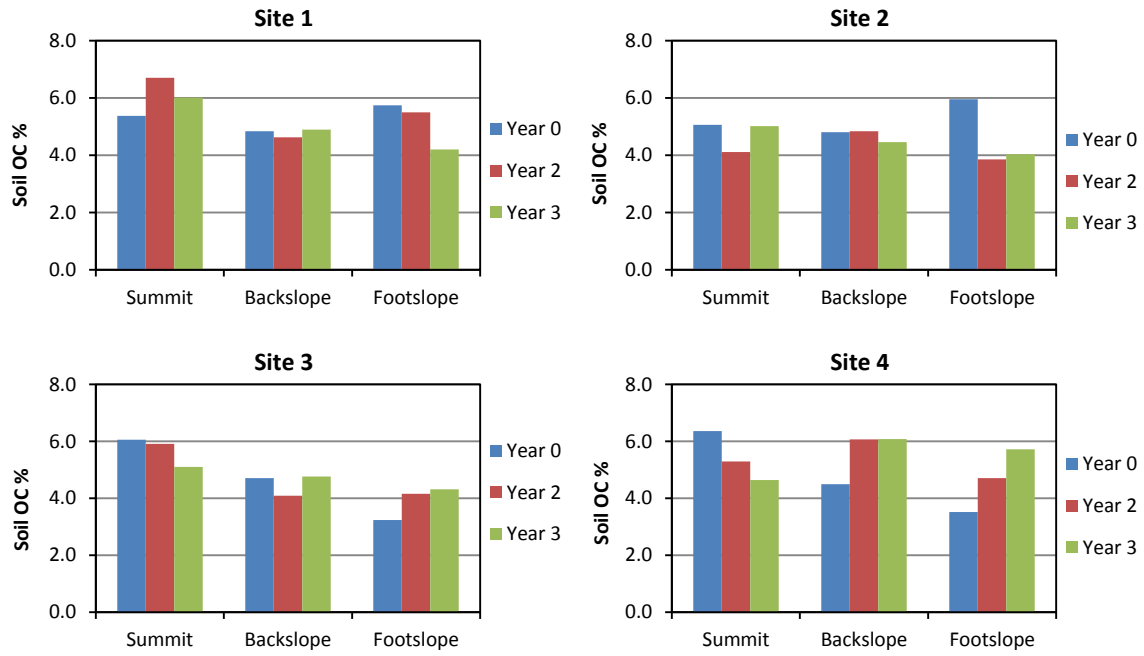 Site 1
Soil OC %
8.0
6.0
4.0
2.0
0.0
Summit Backslope Footslope
Year 0
Year 2
Year 3
Site 2
Soil OC %
8.0
6.0
4.0
2.0
0.0
Summit Backslope Footslope
Year 0
Year 2
Year 3
Site 3
Soil OC %
8.0
6.0
4.0
2.0
0.0
Summit Backslope Footslope
Year 0
Year 2
Year 3
Site 4
Soil OC %
8.0
6.0
4.0
2.0
0.0
Summit Backslope Footslope
Year 0
Year 2
Year 3